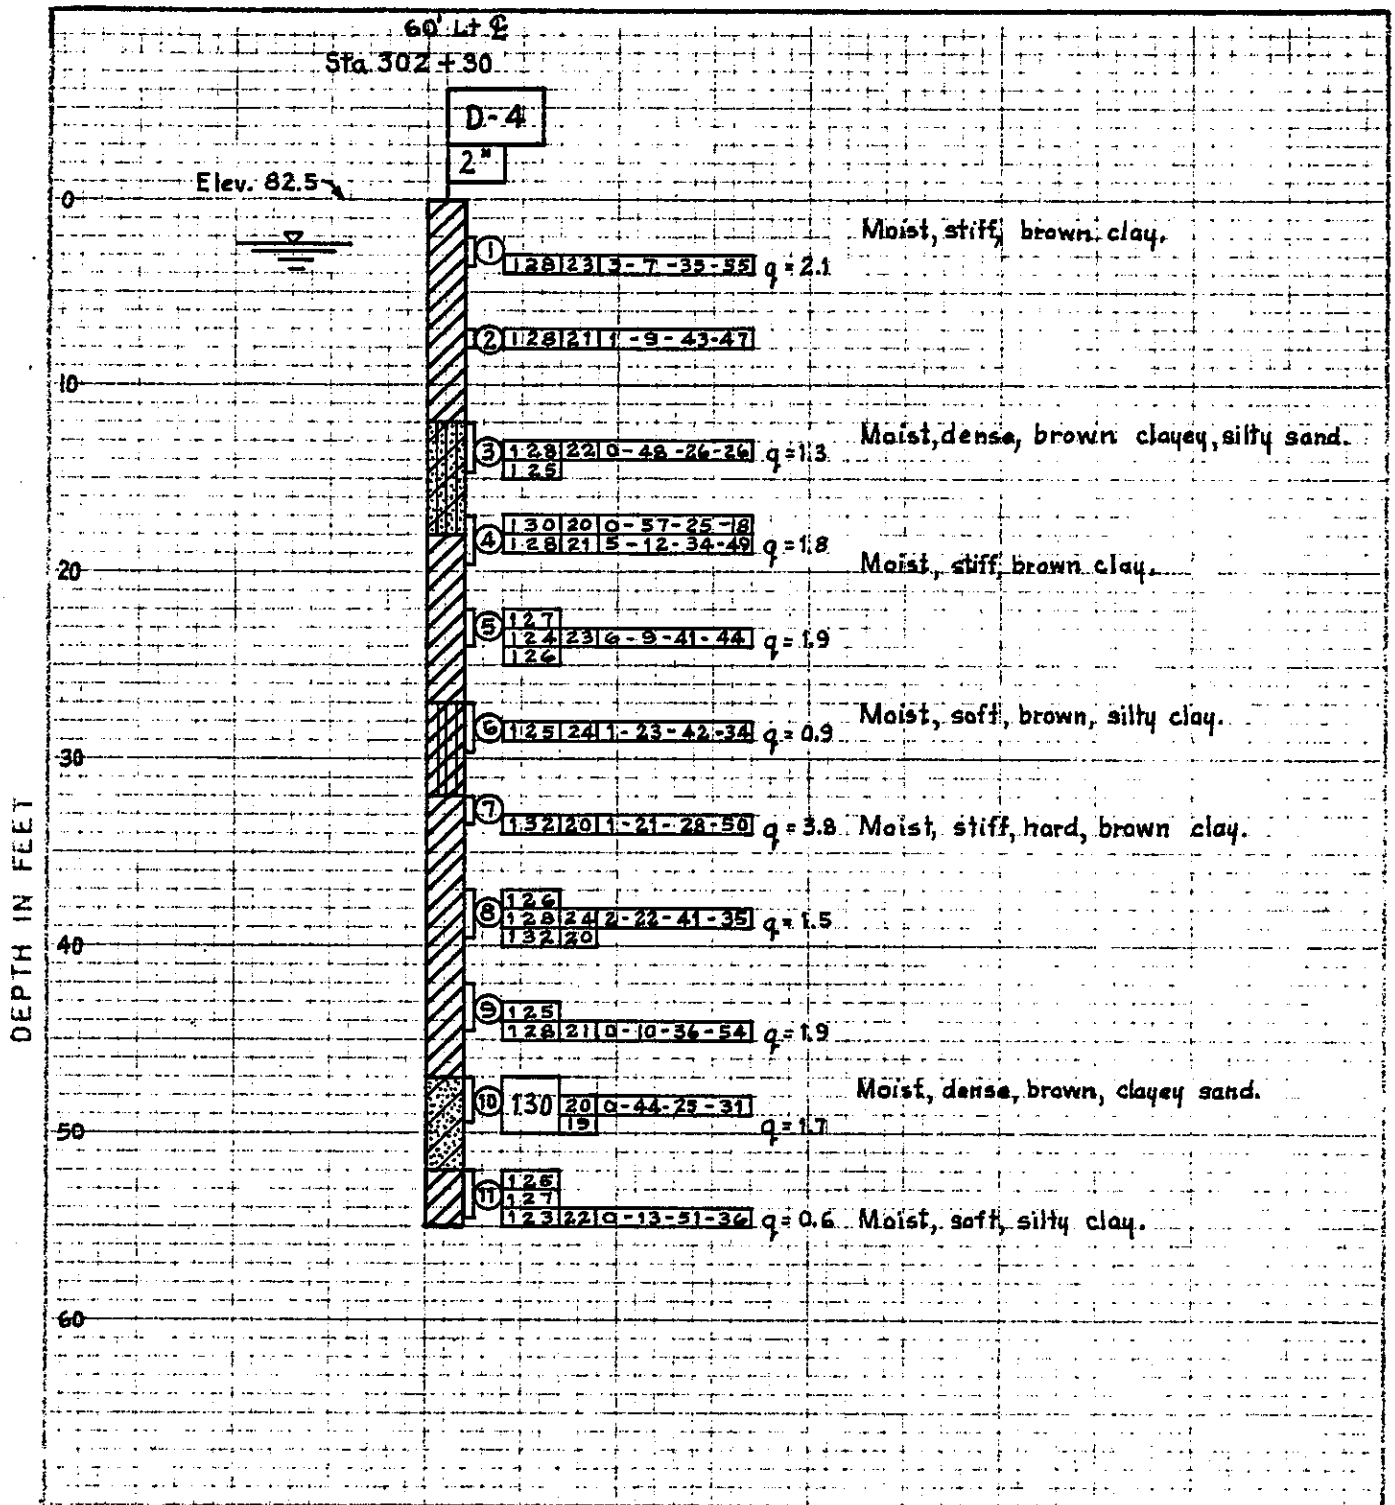 60' Lt ℄
Sta. 302+30
D-4
2"
Elev. 82.5
0
Moist, stiff, brown clay.
1
128 23 3-7-35-55 q=2.1
2 128 21 1-9-43-47
10
Moist, dense, brown clayey, silty sand.
3 128 22 0-48-26-26 q=1.3
125
130 20 0-57-25-18
4 128 21 5-12-34-49 q=1.8
20
Moist, stiff, brown clay.
127
5 124 23 6-9-41-44 q=1.9
126
Moist, soft, brown, silty clay.
6 125 24 1-23-42-34 q=0.9
30
7
132 20 1-21-28-50 q=3.8 Moist, stiff, hard, brown clay.
126
8 128 24 2-22-41-35 q=1.5
132 20
40
9 125
128 21 0-10-36-54 q=1.9
Moist, dense, brown, clayey sand.
10 130 20 0-44-25-31
19 q=1.7
50
11 127
123 22 0-13-51-36 q=0.6 Moist, soft, silty clay.
60
DEPTH IN FEET